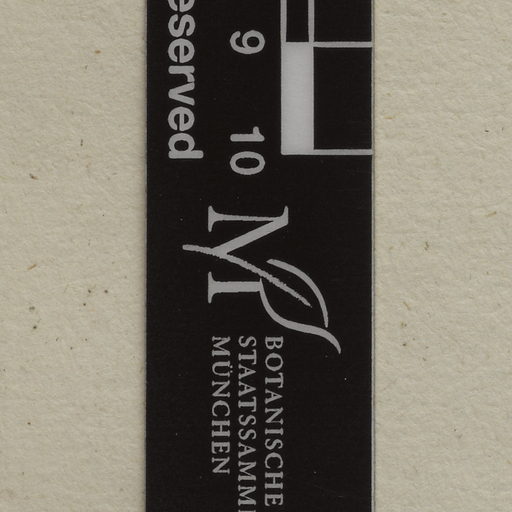 eserved
9
10
M
BOTANISCHE
STAATSSAMM
MÜNCHEN